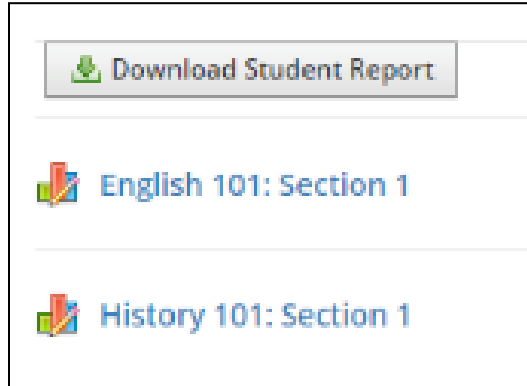 Download Student Report
English 101: Section 1
History 101: Section 1